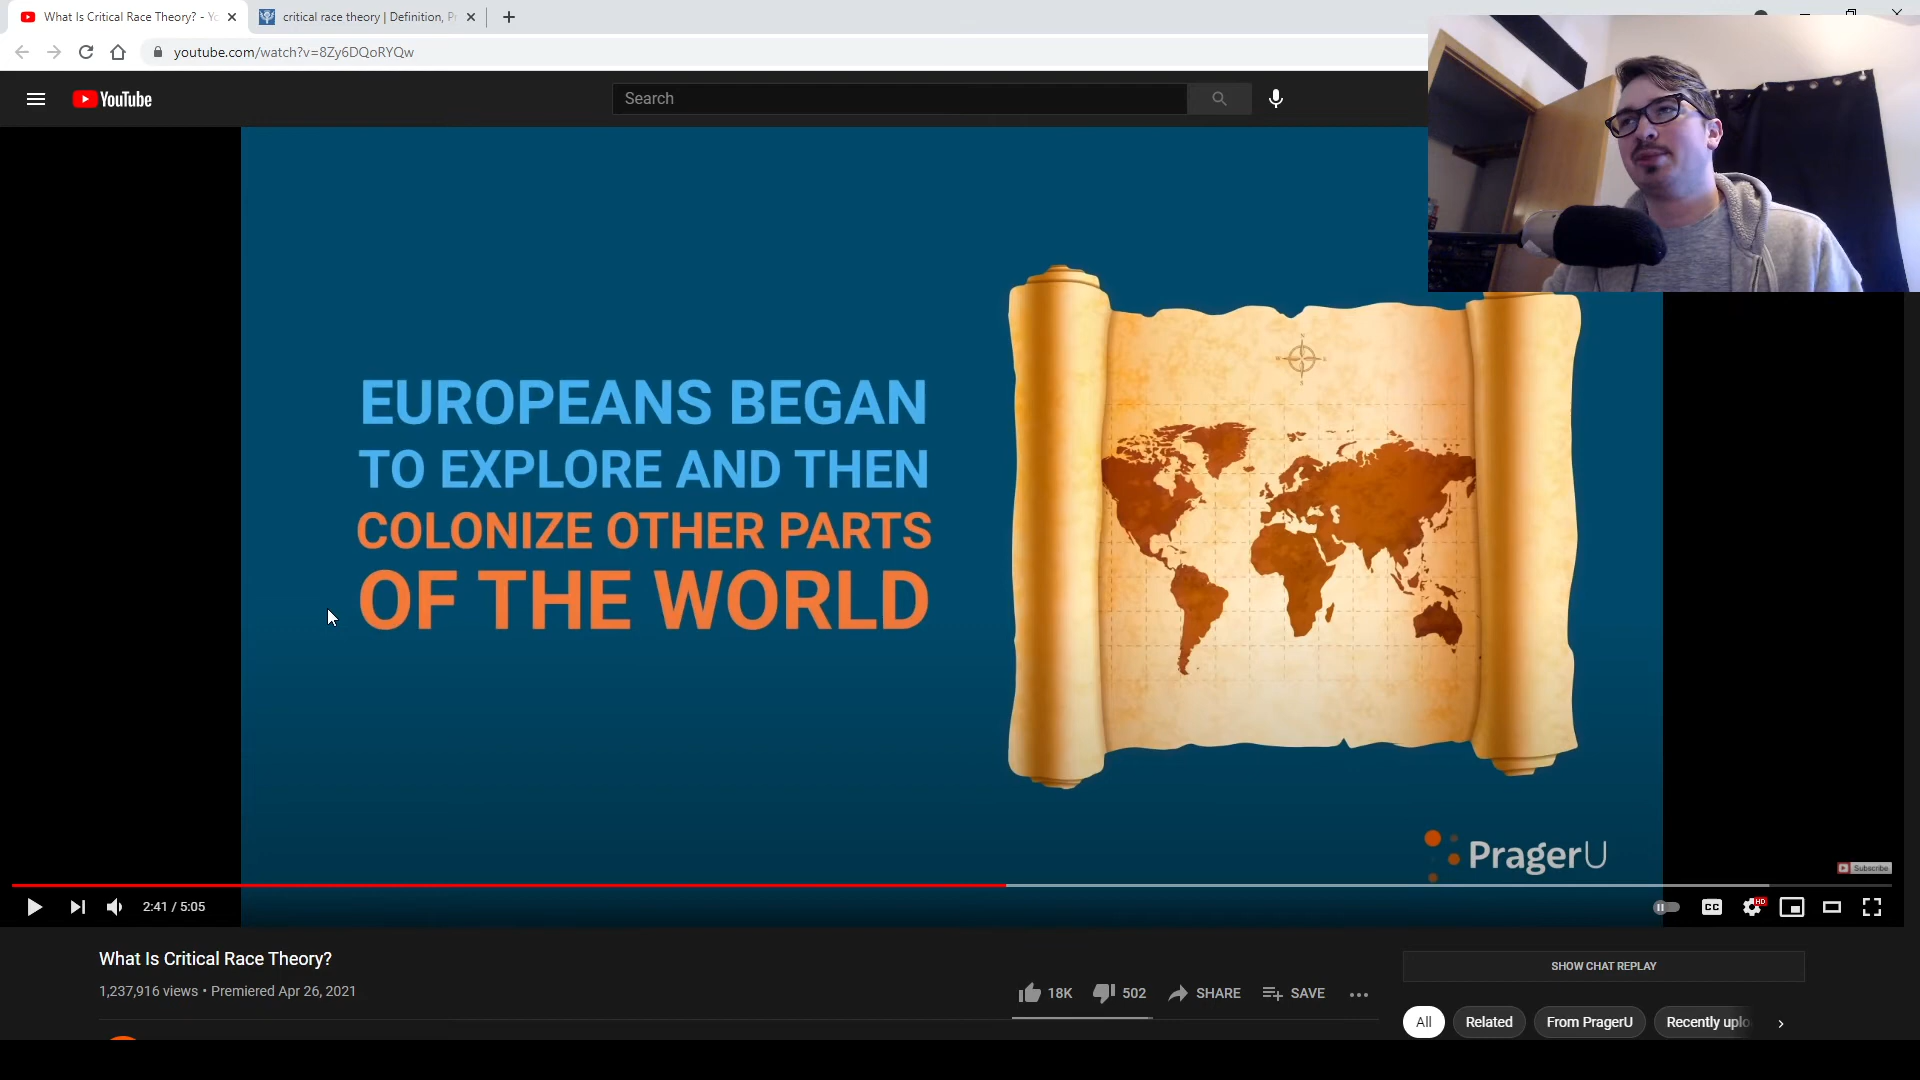 What Is Critical Race Theory? - Yo
critical race theory | Definition, Pr
youtube.com/watch?v=8Zy6DQoRYQw
YouTube
Search
EUROPEANS BEGAN
TO EXPLORE AND THEN
COLONIZE OTHER PARTS
OF THE WORLD
PragerU
Subscribe
2:41 / 5:05
CC
HD
What Is Critical Race Theory?
1,237,916 views • Premiered Apr 26, 2021
18K
502
SHARE
SAVE
SHOW CHAT REPLAY
All
Related
From PragerU
Recently uplo